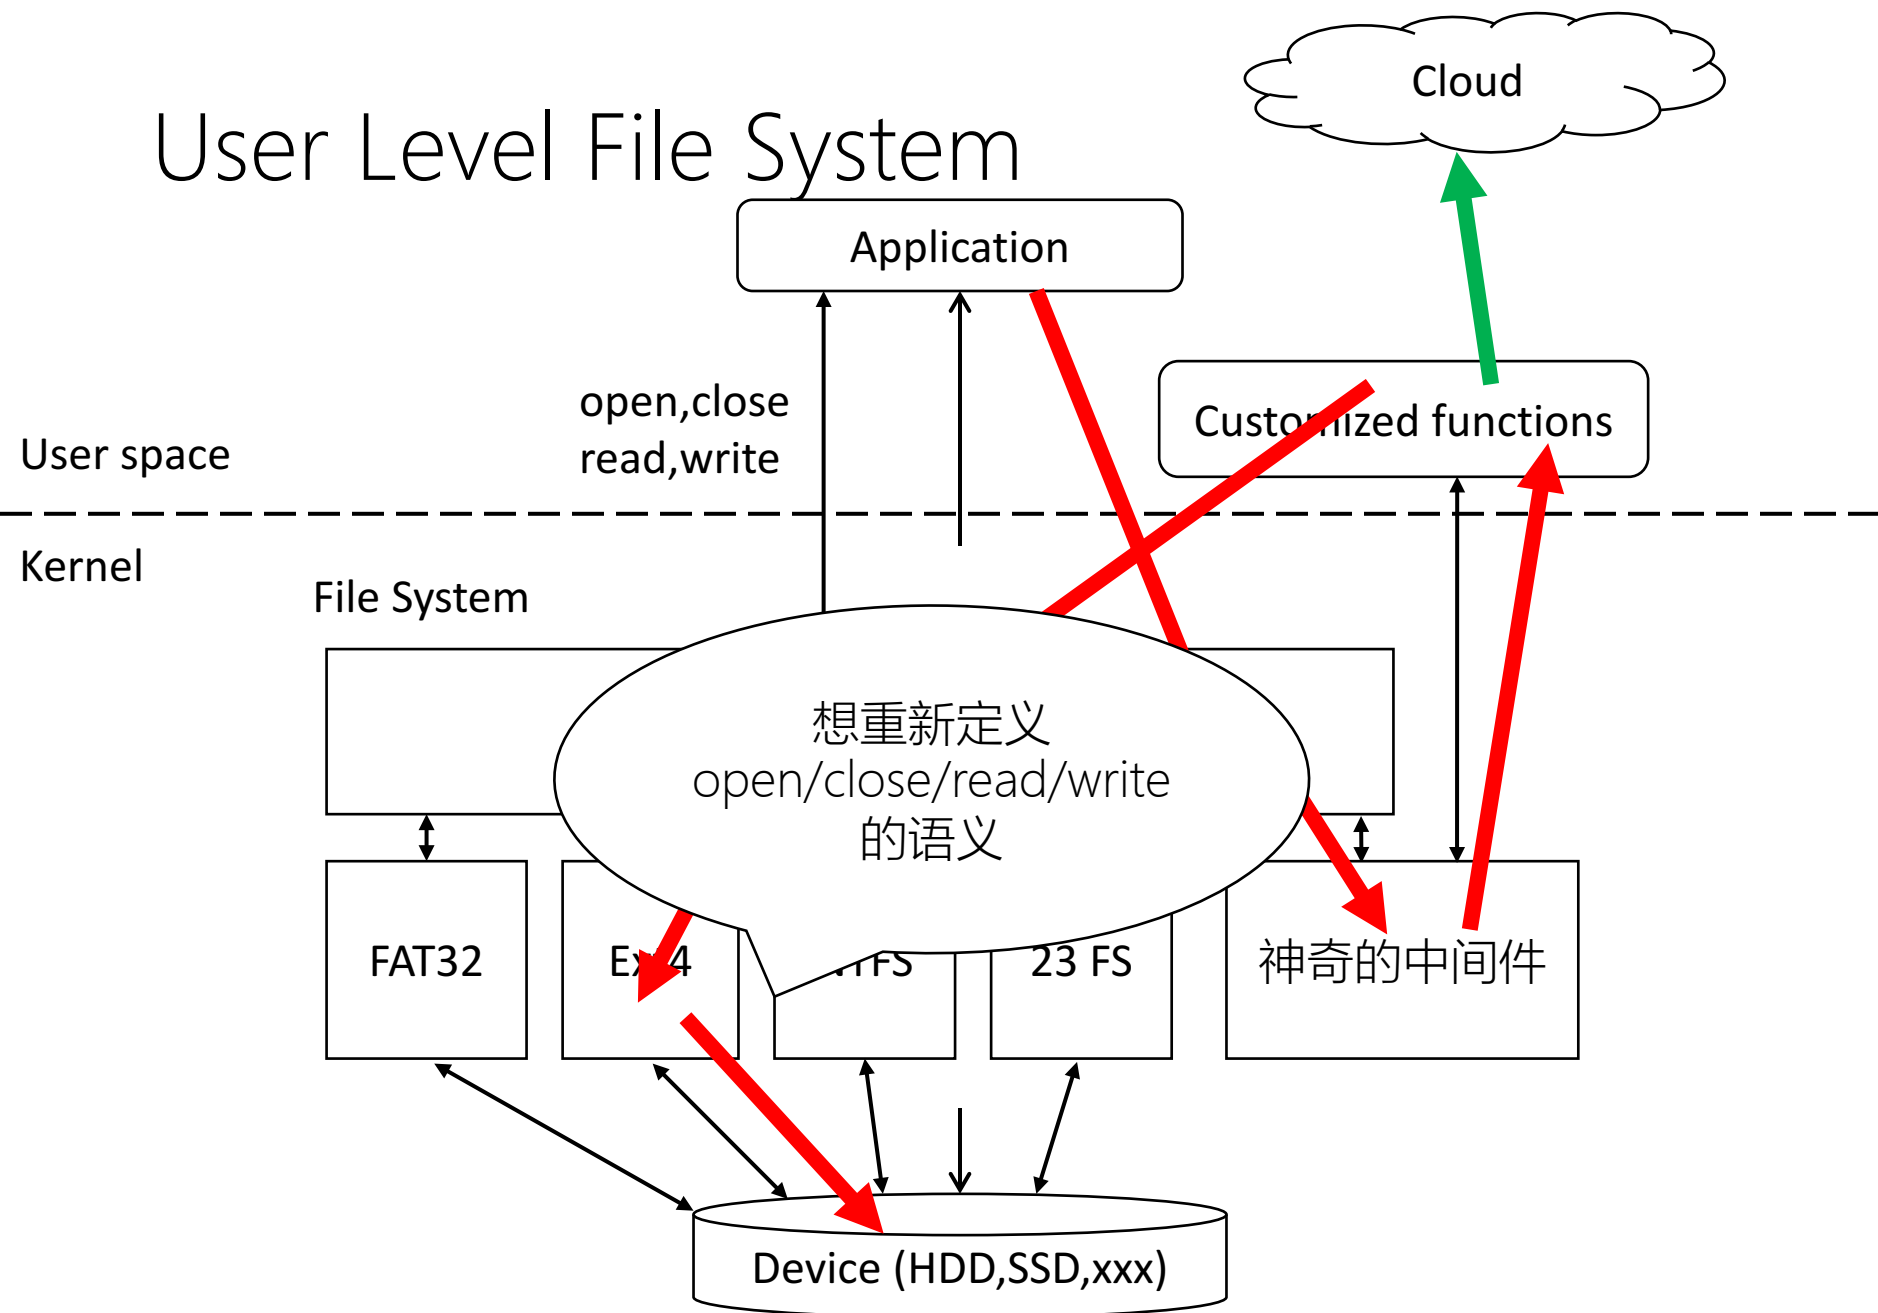 User Level File System
Cloud
Application
open,close
read,write
Customized functions
User space
Kernel
File System
想重新定义
open/close/read/write
的语义
FAT32
23 FS
神奇的中间件
Device (HDD,SSD,xxx)